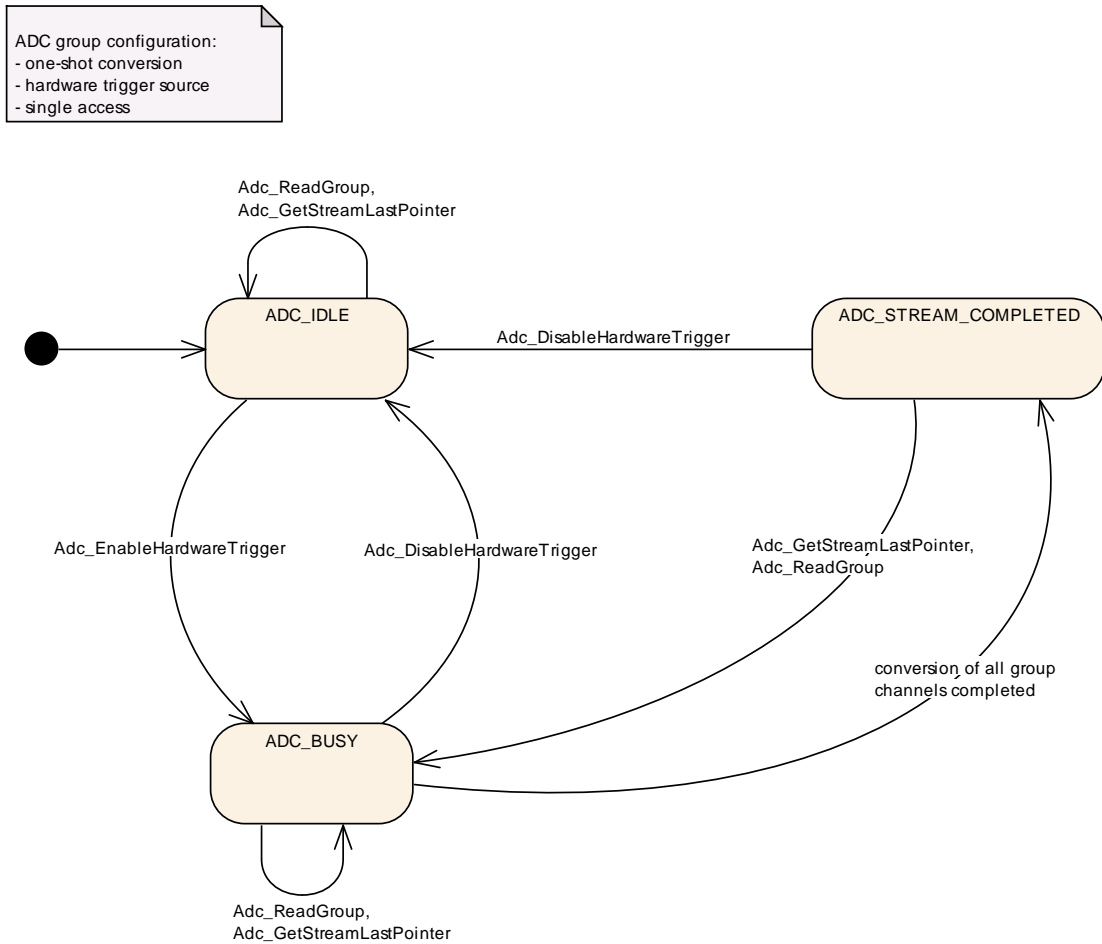 ADC group configuration:
- one-shot conversion
- hardware trigger source
- single access
Adc_ReadGroup,
Adc_GetStreamLastPointer
ADC_IDLE
ADC_STREAM_COMPLETED
Adc_DisableHardwareTrigger
Adc_EnableHardwareTrigger
Adc_DisableHardwareTrigger
Adc_GetStreamLastPointer,
Adc_ReadGroup
conversion of all group
channels completed
ADC_BUSY
Adc_ReadGroup,
Adc_GetStreamLastPointer